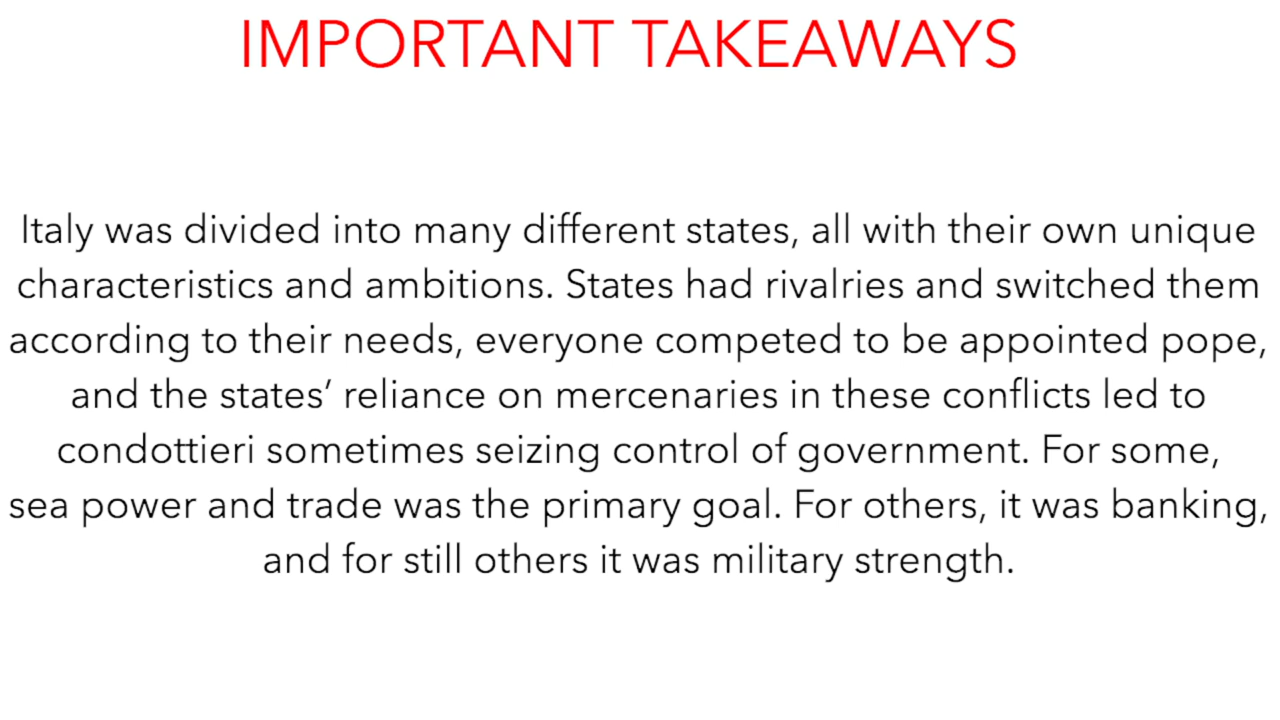 IMPORTANT TAKEAWAYS
Italy was divided into many different states, all with their own unique
characteristics and ambitions. States had rivalries and switched them
according to their needs, everyone competed to be appointed pope,
and the states’ reliance on mercenaries in these conflicts led to
condottieri sometimes seizing control of government. For some,
sea power and trade was the primary goal. For others, it was banking,
and for still others it was military strength.